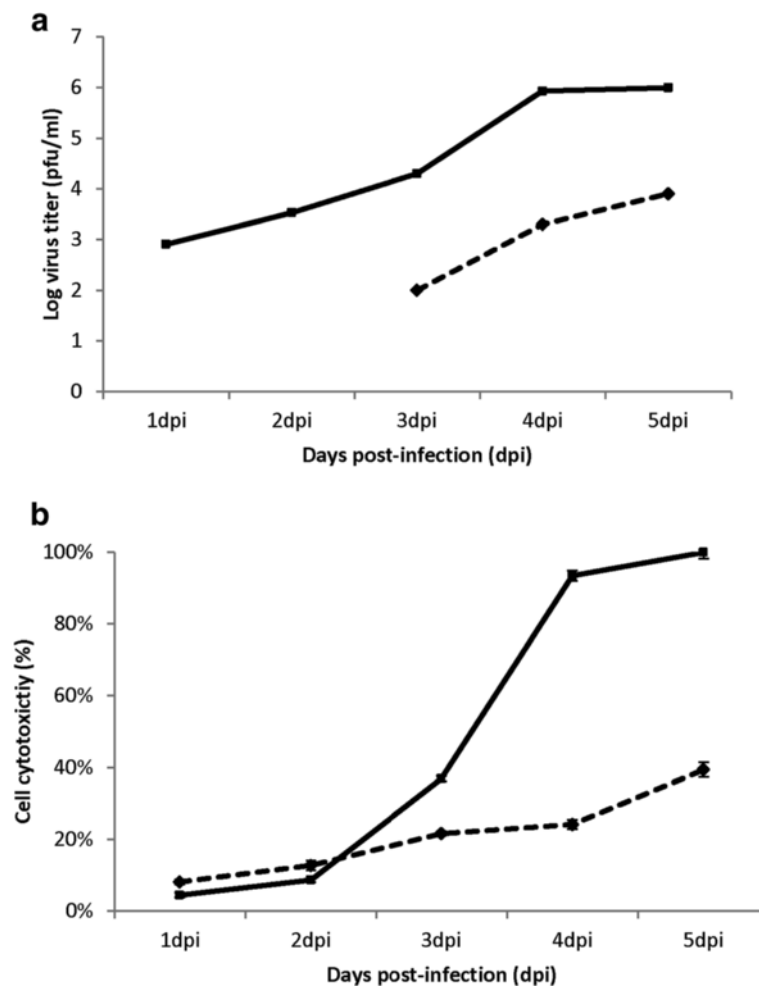 a
7
6
5
4
3
2
1
0
Log virus titer (pfu/ml)
1dpi 2dpi 3dpi 4dpi 5dpi
Days post-infection (dpi)
b
100%
80%
60%
40%
20%
0%
Cell cytotoxictiy (%)
1dpi 2dpi 3dpi 4dpi 5dpi
Days post-infection (dpi)